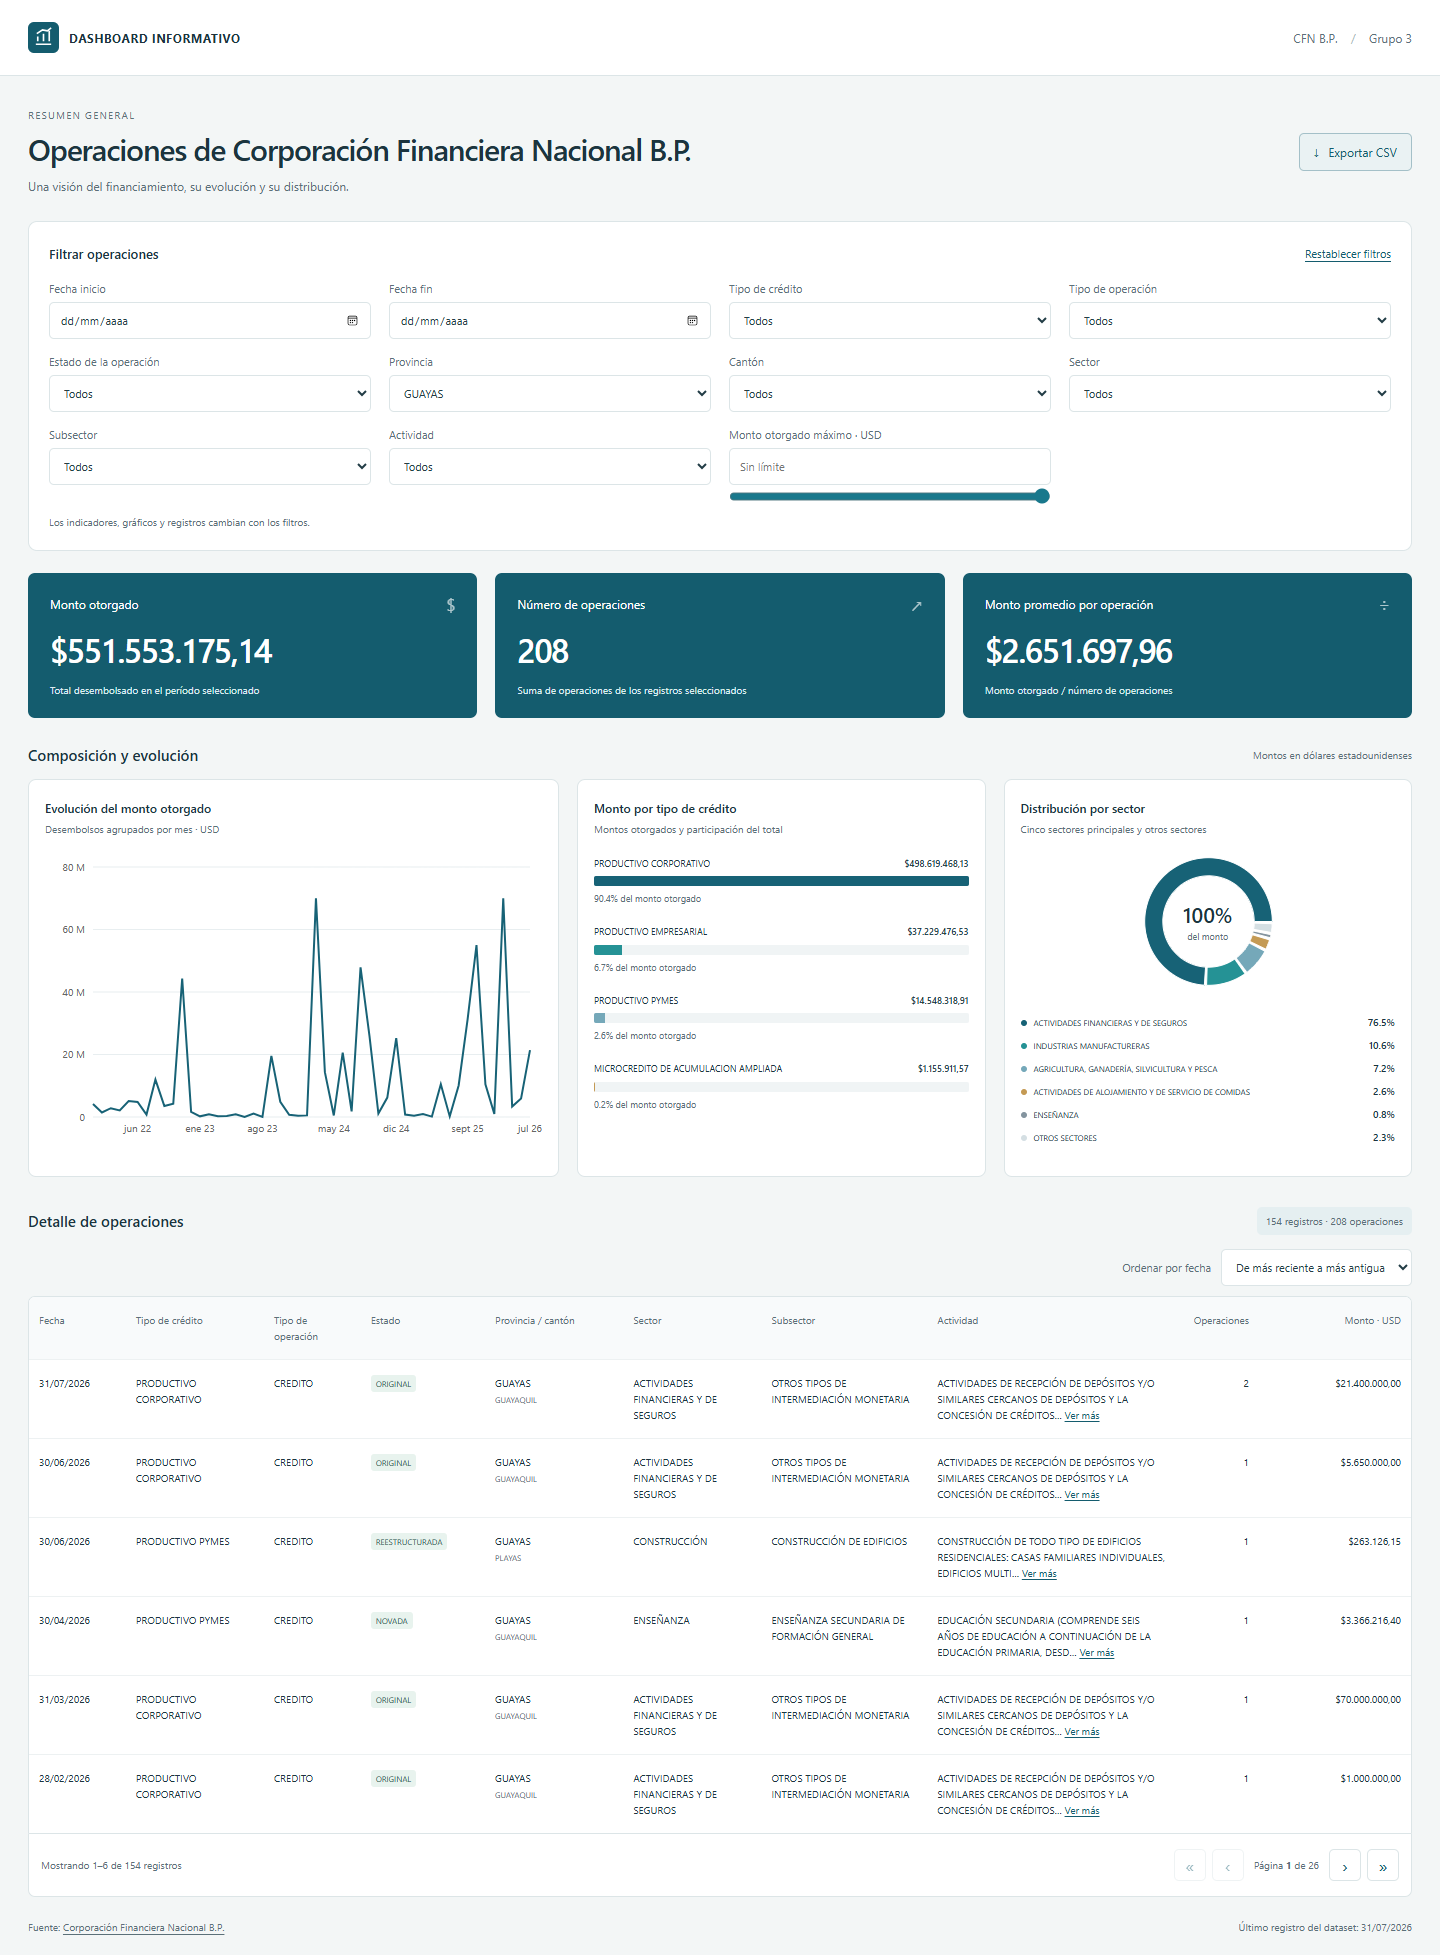 DASHBOARD INFORMATIVO
CFN B.P. / Grupo 3
RESUMEN GENERAL
Operaciones de Corporación Financiera Nacional B.P.
Una visión del financiamiento, su evolución y su distribución.
↓ Exportar CSV
Filtrar operaciones
Restablecer filtros
Fecha inicio
dd/mm/aaaa
Fecha fin
dd/mm/aaaa
Tipo de crédito
Todos
Tipo de operación
Todos
Estado de la operación
Todos
Provincia
GUAYAS
Cantón
Todos
Sector
Todos
Subsector
Todos
Actividad
Todos
Monto otorgado máximo · USD
Sin límite
Los indicadores, gráficos y registros cambian con los filtros.
Monto otorgado
$
$551.553.175,14
Total desembolsado en el período seleccionado
Número de operaciones
↗
208
Suma de operaciones de los registros seleccionados
Monto promedio por operación
÷
$2.651.697,96
Monto otorgado / número de operaciones
Composición y evolución
Montos en dólares estadounidenses
Evolución del monto otorgado
Desembolsos agrupados por mes · USD
80 M
60 M
40 M
20 M
0
jun 22 ene 23 ago 23 may 24 dic 24 sept 25 jul 26
Monto por tipo de crédito
Montos otorgados y participación del total
PRODUCTIVO CORPORATIVO $498.619.468,13
90.4% del monto otorgado
PRODUCTIVO EMPRESARIAL $37.229.476,53
6.7% del monto otorgado
PRODUCTIVO PYMES $14.548.318,91
2.6% del monto otorgado
MICROCREDITO DE ACUMULACION AMPLIADA $1.155.911,57
0.2% del monto otorgado
Distribución por sector
Cinco sectores principales y otros sectores
100%
del monto
ACTIVIDADES FINANCIERAS Y DE SEGUROS 76.5%
INDUSTRIAS MANUFACTURERAS 10.6%
AGRICULTURA, GANADERÍA, SILVICULTURA Y PESCA 7.2%
ACTIVIDADES DE ALOJAMIENTO Y DE SERVICIO DE COMIDAS 2.6%
ENSEÑANZA 0.8%
OTROS SECTORES 2.3%
Detalle de operaciones
154 registros · 208 operaciones
Ordenar por fecha
De más reciente a más antigua
Fecha Tipo de crédito Tipo de Estado Provincia / cantón Sector Subsector Actividad Operaciones Monto · USD
operación
31/07/2026 PRODUCTIVO CREDITO ORIGINAL GUAYAS ACTIVIDADES OTROS TIPOS DE ACTIVIDADES DE RECEPCIÓN DE DEPÓSITOS Y/O 2 $21.400.000,00
CORPORATIVO GUAYAQUIL FINANCIERAS Y DE INTERMEDIACIÓN MONETARIA SIMILARES CERCANOS DE DEPÓSITOS Y LA
SEGUROS CONCESIÓN DE CRÉDITOS... Ver más
30/06/2026 PRODUCTIVO CREDITO ORIGINAL GUAYAS ACTIVIDADES OTROS TIPOS DE ACTIVIDADES DE RECEPCIÓN DE DEPÓSITOS Y/O 1 $5.650.000,00
CORPORATIVO GUAYAQUIL FINANCIERAS Y DE INTERMEDIACIÓN MONETARIA SIMILARES CERCANOS DE DEPÓSITOS Y LA
SEGUROS CONCESIÓN DE CRÉDITOS... Ver más
30/06/2026 PRODUCTIVO PYMES CREDITO REESTRUCTURADA GUAYAS CONSTRUCCIÓN CONSTRUCCIÓN DE EDIFICIOS CONSTRUCCIÓN DE TODO TIPO DE EDIFICIOS 1 $263.126,15
PLAYAS RESIDENCIALES: CASAS FAMILIARES INDIVIDUALES,
EDIFICIOS MULTI... Ver más
30/04/2026 PRODUCTIVO PYMES CREDITO NOVADA GUAYAS ENSEÑANZA ENSEÑANZA SECUNDARIA DE EDUCACIÓN SECUNDARIA (COMPRENDE SEIS 1 $3.366.216,40
GUAYAQUIL FORMACIÓN GENERAL AÑOS DE EDUCACIÓN A CONTINUACIÓN DE LA
EDUCACIÓN PRIMARIA, DESD... Ver más
31/03/2026 PRODUCTIVO CREDITO ORIGINAL GUAYAS ACTIVIDADES OTROS TIPOS DE ACTIVIDADES DE RECEPCIÓN DE DEPÓSITOS Y/O 1 $70.000.000,00
CORPORATIVO GUAYAQUIL FINANCIERAS Y DE INTERMEDIACIÓN MONETARIA SIMILARES CERCANOS DE DEPÓSITOS Y LA
SEGUROS CONCESIÓN DE CRÉDITOS... Ver más
28/02/2026 PRODUCTIVO CREDITO ORIGINAL GUAYAS ACTIVIDADES OTROS TIPOS DE ACTIVIDADES DE RECEPCIÓN DE DEPÓSITOS Y/O 1 $1.000.000,00
CORPORATIVO GUAYAQUIL FINANCIERAS Y DE INTERMEDIACIÓN MONETARIA SIMILARES CERCANOS DE DEPÓSITOS Y LA
SEGUROS CONCESIÓN DE CRÉDITOS... Ver más
Mostrando 1–6 de 154 registros
« ‹ Página 1 de 26 › »
Fuente: Corporación Financiera Nacional B.P.
Último registro del dataset: 31/07/2026